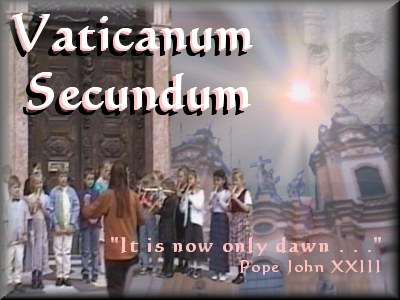 Vaticanum
Secundum
"It is now only dawn . . ."
Pope John XXIII